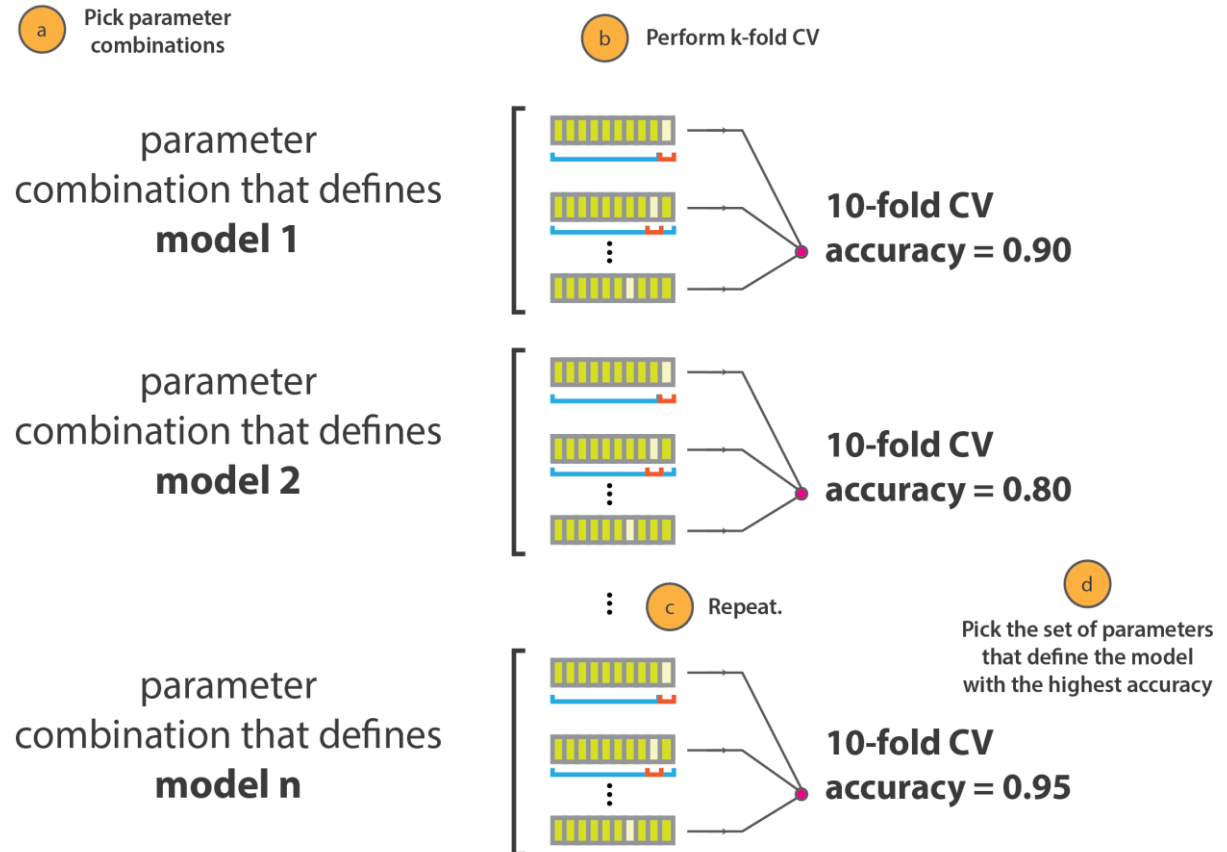 a
Pick parameter
combinations
b
Perform k-fold CV
parameter
combination that defines
model 1
10-fold CV
accuracy = 0.90
parameter
combination that defines
model 2
10-fold CV
accuracy = 0.80
c
Repeat.
d
Pick the set of parameters
that define the model
with the highest accuracy
parameter
combination that defines
model n
10-fold CV
accuracy = 0.95